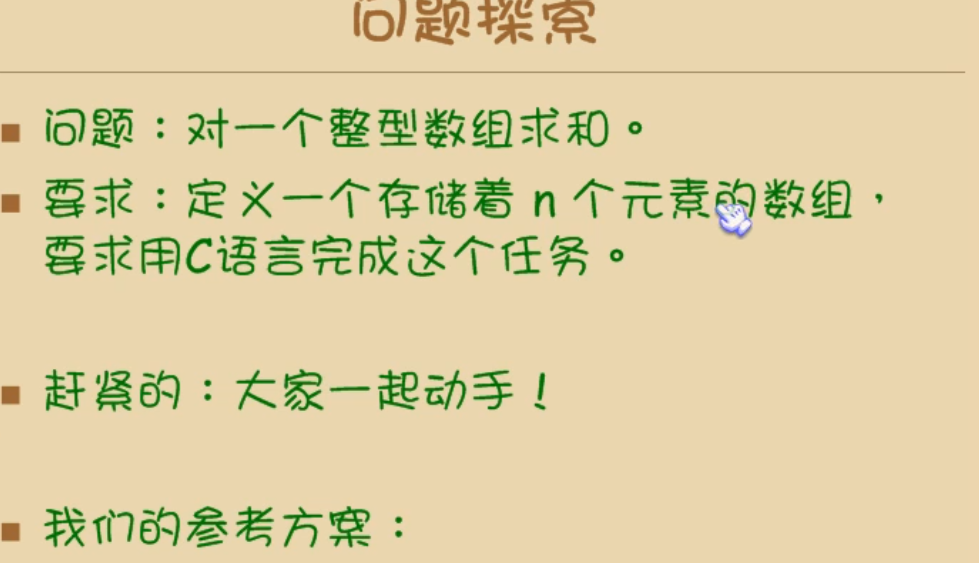 问题探索
问题：对一个整型数组求和。
要求：定义一个存储着 n 个元素的数组，
要求用C语言完成这个任务。
赶紧的：大家一起动手！
我们的参考方案：